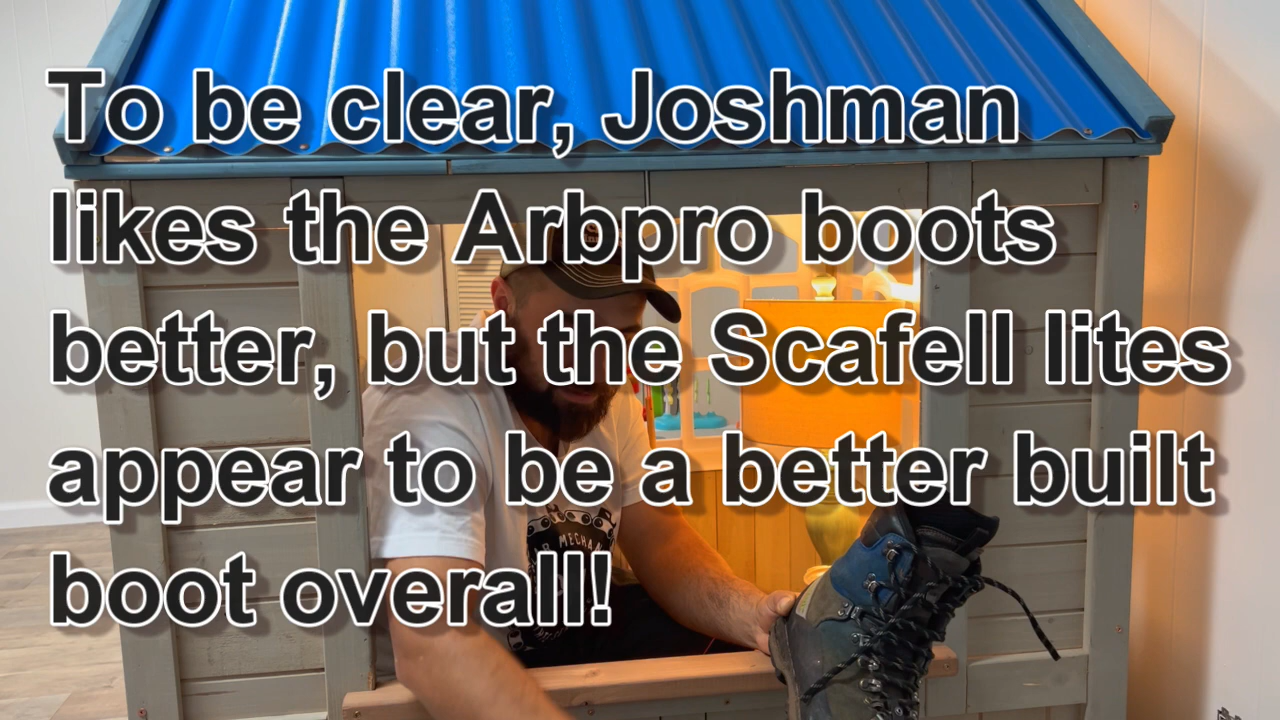 To be clear, Joshman
likes the Arbpro boots
better, but the Scafell lites
appear to be a better built
boot overall!